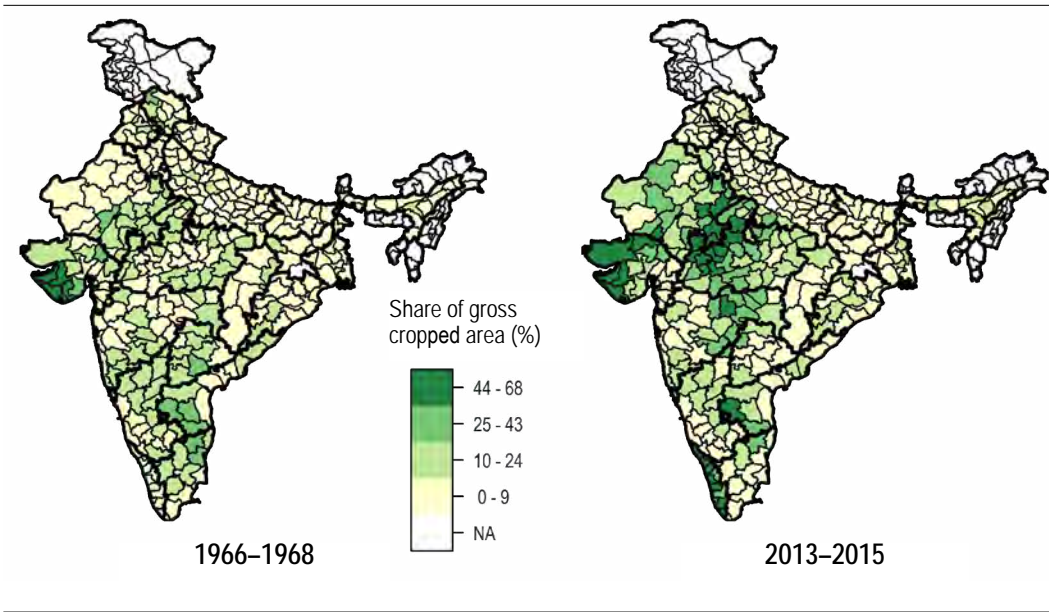 Share of gross
cropped area (%)
44 - 68
25 - 43
10 - 24
0 - 9
NA
1966–1968
2013–2015